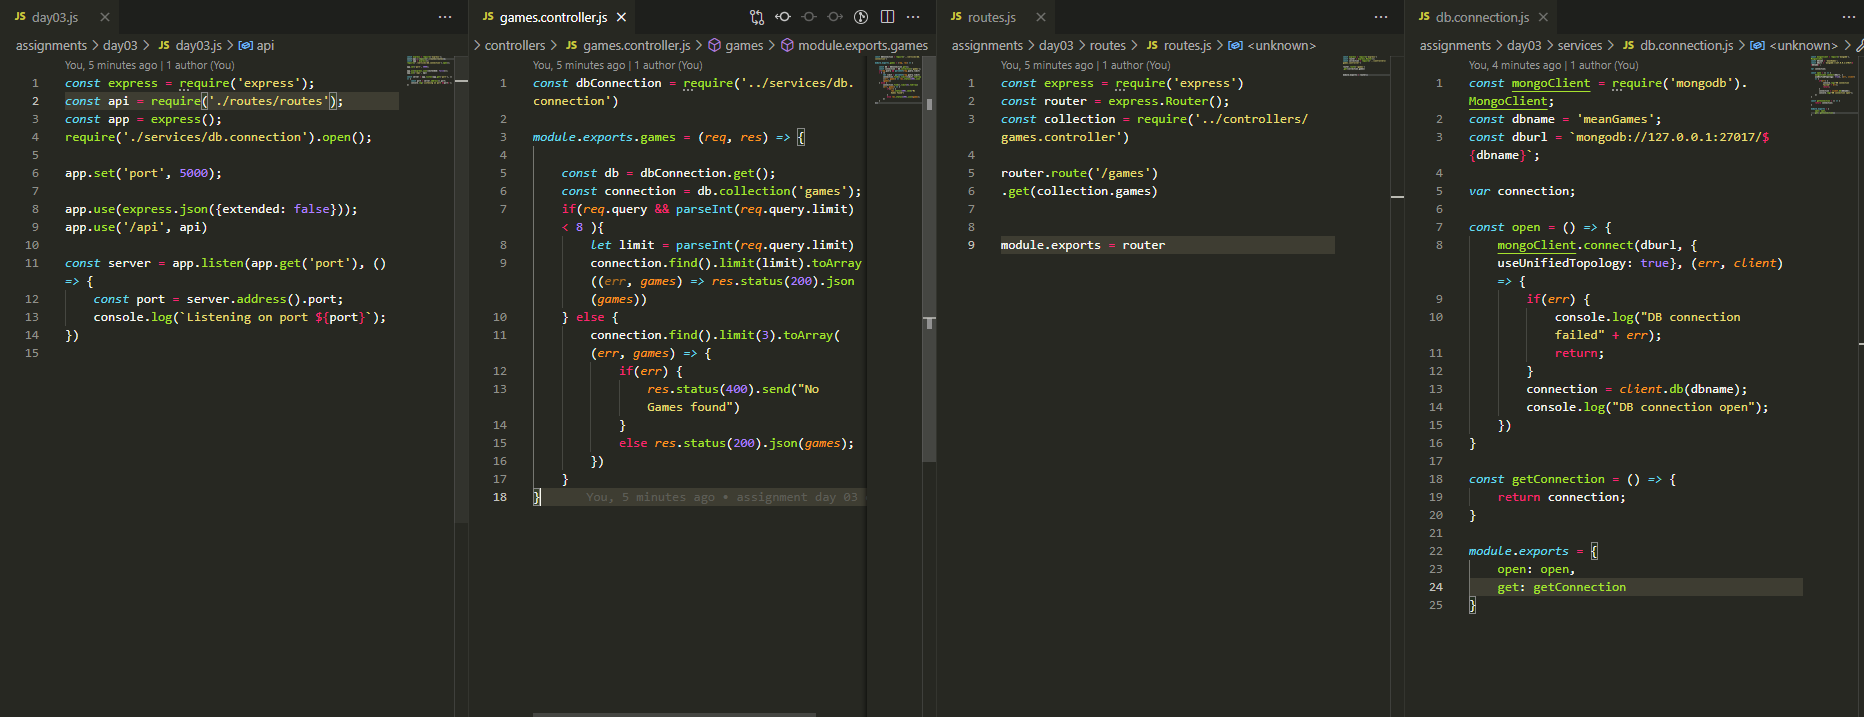 JS day03.js ×
assignments > day03 > JS day03.js > api
You, 5 minutes ago | 1 author (You)
1 const express = require('express');
2 const api = require('./routes/routes');
3 const app = express();
4 require('./services/db.connection').open();
5
6 app.set('port', 5000);
7
8 app.use(express.json({extended: false}));
9 app.use('/api', api)
10
11 const server = app.listen(app.get('port'), ()
=> {
12 const port = server.address().port;
13 console.log(`Listening on port ${port}`);
14 })
15
JS games.controller.js ×
> controllers > JS games.controller.js > games > module.exports.games
You, 5 minutes ago | 1 author (You)
1 const dbConnection = require('../services/db.
connection')
2
3 module.exports.games = (req, res) => {
4
5 const db = dbConnection.get();
6 const connection = db.collection('games');
7 if(req.query && parseInt(req.query.limit)
< 8 ){
8 let limit = parseInt(req.query.limit)
9 connection.find().limit(limit).toArray
((err, games) => res.status(200).json
(games))
10 } else {
11 connection.find().limit(3).toArray(
(err, games) => {
12 if(err) {
13 res.status(400).send("No
Games found")
14 }
15 else res.status(200).json(games);
16 })
17 }
18 } You, 5 minutes ago • assignment day 03
JS routes.js ×
assignments > day03 > routes > JS routes.js > <unknown>
You, 5 minutes ago | 1 author (You)
1 const express = require('express')
2 const router = express.Router();
3 const collection = require('../controllers/
games.controller')
4
5 router.route('/games')
6 .get(collection.games)
7
8
9 module.exports = router
JS db.connection.js ×
assignments > day03 > services > JS db.connection.js > <unknown> >
You, 4 minutes ago | 1 author (You)
1 const mongoClient = require('mongodb').
MongoClient;
2 const dbname = 'meanGames';
3 const dburl = `mongodb://127.0.0.1:27017/$
{dbname}`;
4
5 var connection;
6
7 const open = () => {
8 mongoClient.connect(dburl, {
useUnifiedTopology: true}, (err, client)
=> {
9 if(err) {
10 console.log("DB connection
failed" + err);
11 return;
12 }
13 connection = client.db(dbname);
14 console.log("DB connection open");
15 })
16 }
17
18 const getConnection = () => {
19 return connection;
20 }
21
22 module.exports = {
23 open: open,
24 get: getConnection
25 }